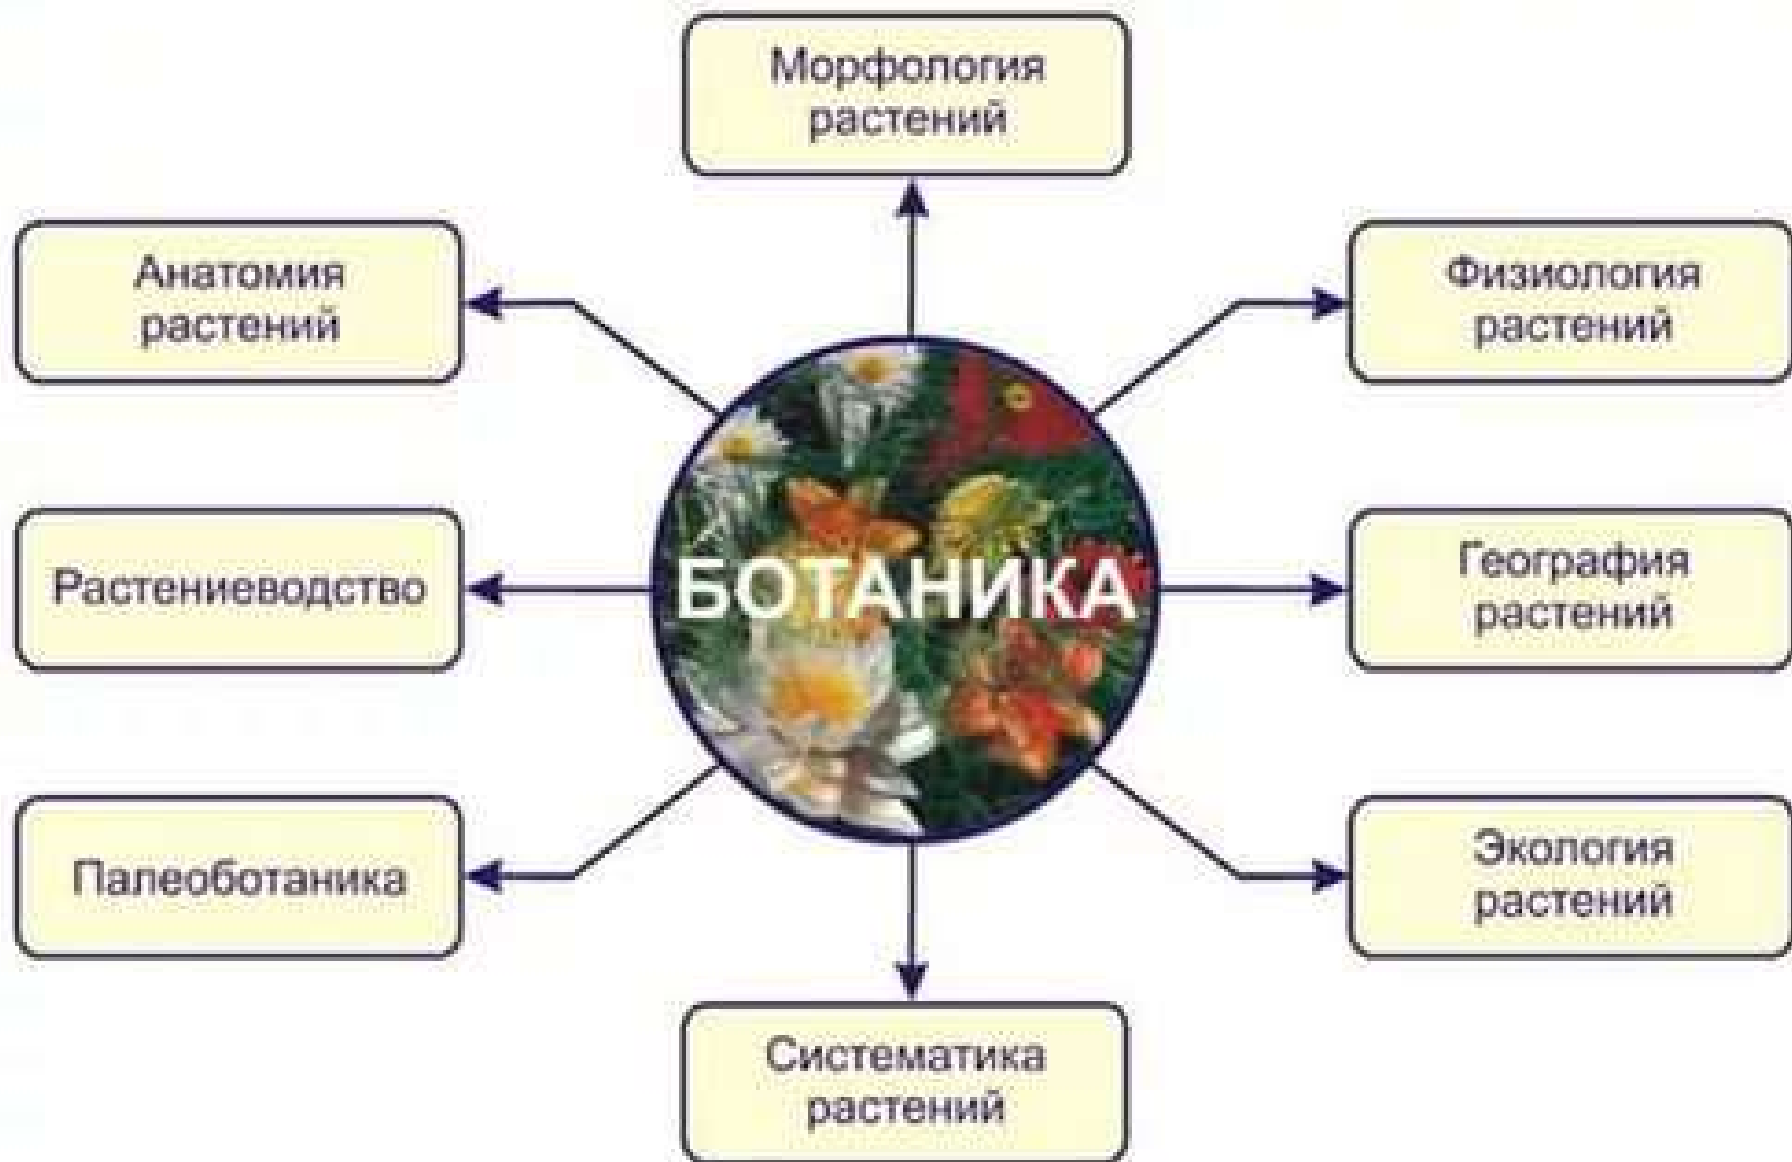 Морфология
растений
Анатомия
растений
Физиология
растений
Растениеводство
БОТАНИКА
География
растений
Палеоботаника
Экология
растений
Систематика
растений